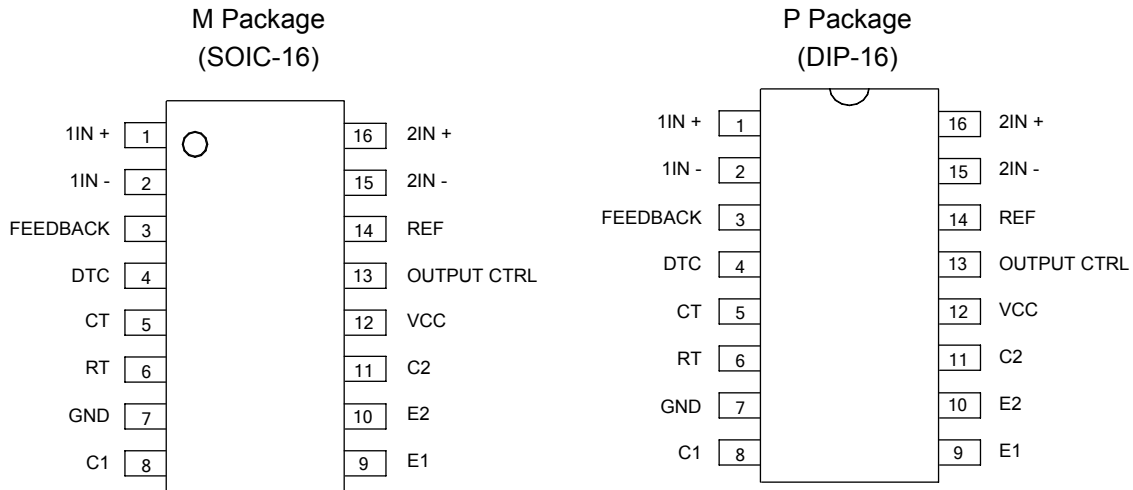 M Package
(SOIC-16)
1IN + 1 16 2IN +
1IN - 2 15 2IN -
FEEDBACK 3 14 REF
DTC 4 13 OUTPUT CTRL
CT 5 12 VCC
RT 6 11 C2
GND 7 10 E2
C1 8 9 E1
P Package
(DIP-16)
1IN + 1 16 2IN +
1IN - 2 15 2IN -
FEEDBACK 3 14 REF
DTC 4 13 OUTPUT CTRL
CT 5 12 VCC
RT 6 11 C2
GND 7 10 E2
C1 8 9 E1